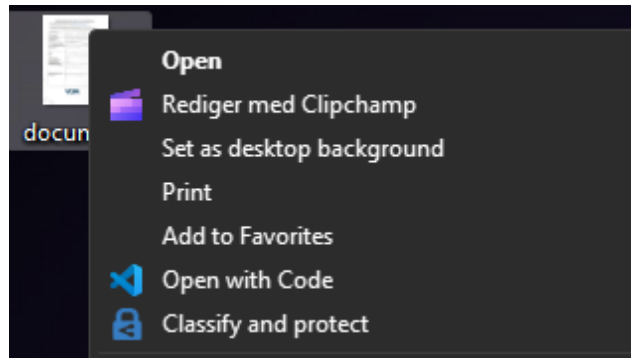 docun
Open
Rediger med Clipchamp
Set as desktop background
Print
Add to Favorites
Open with Code
Classify and protect